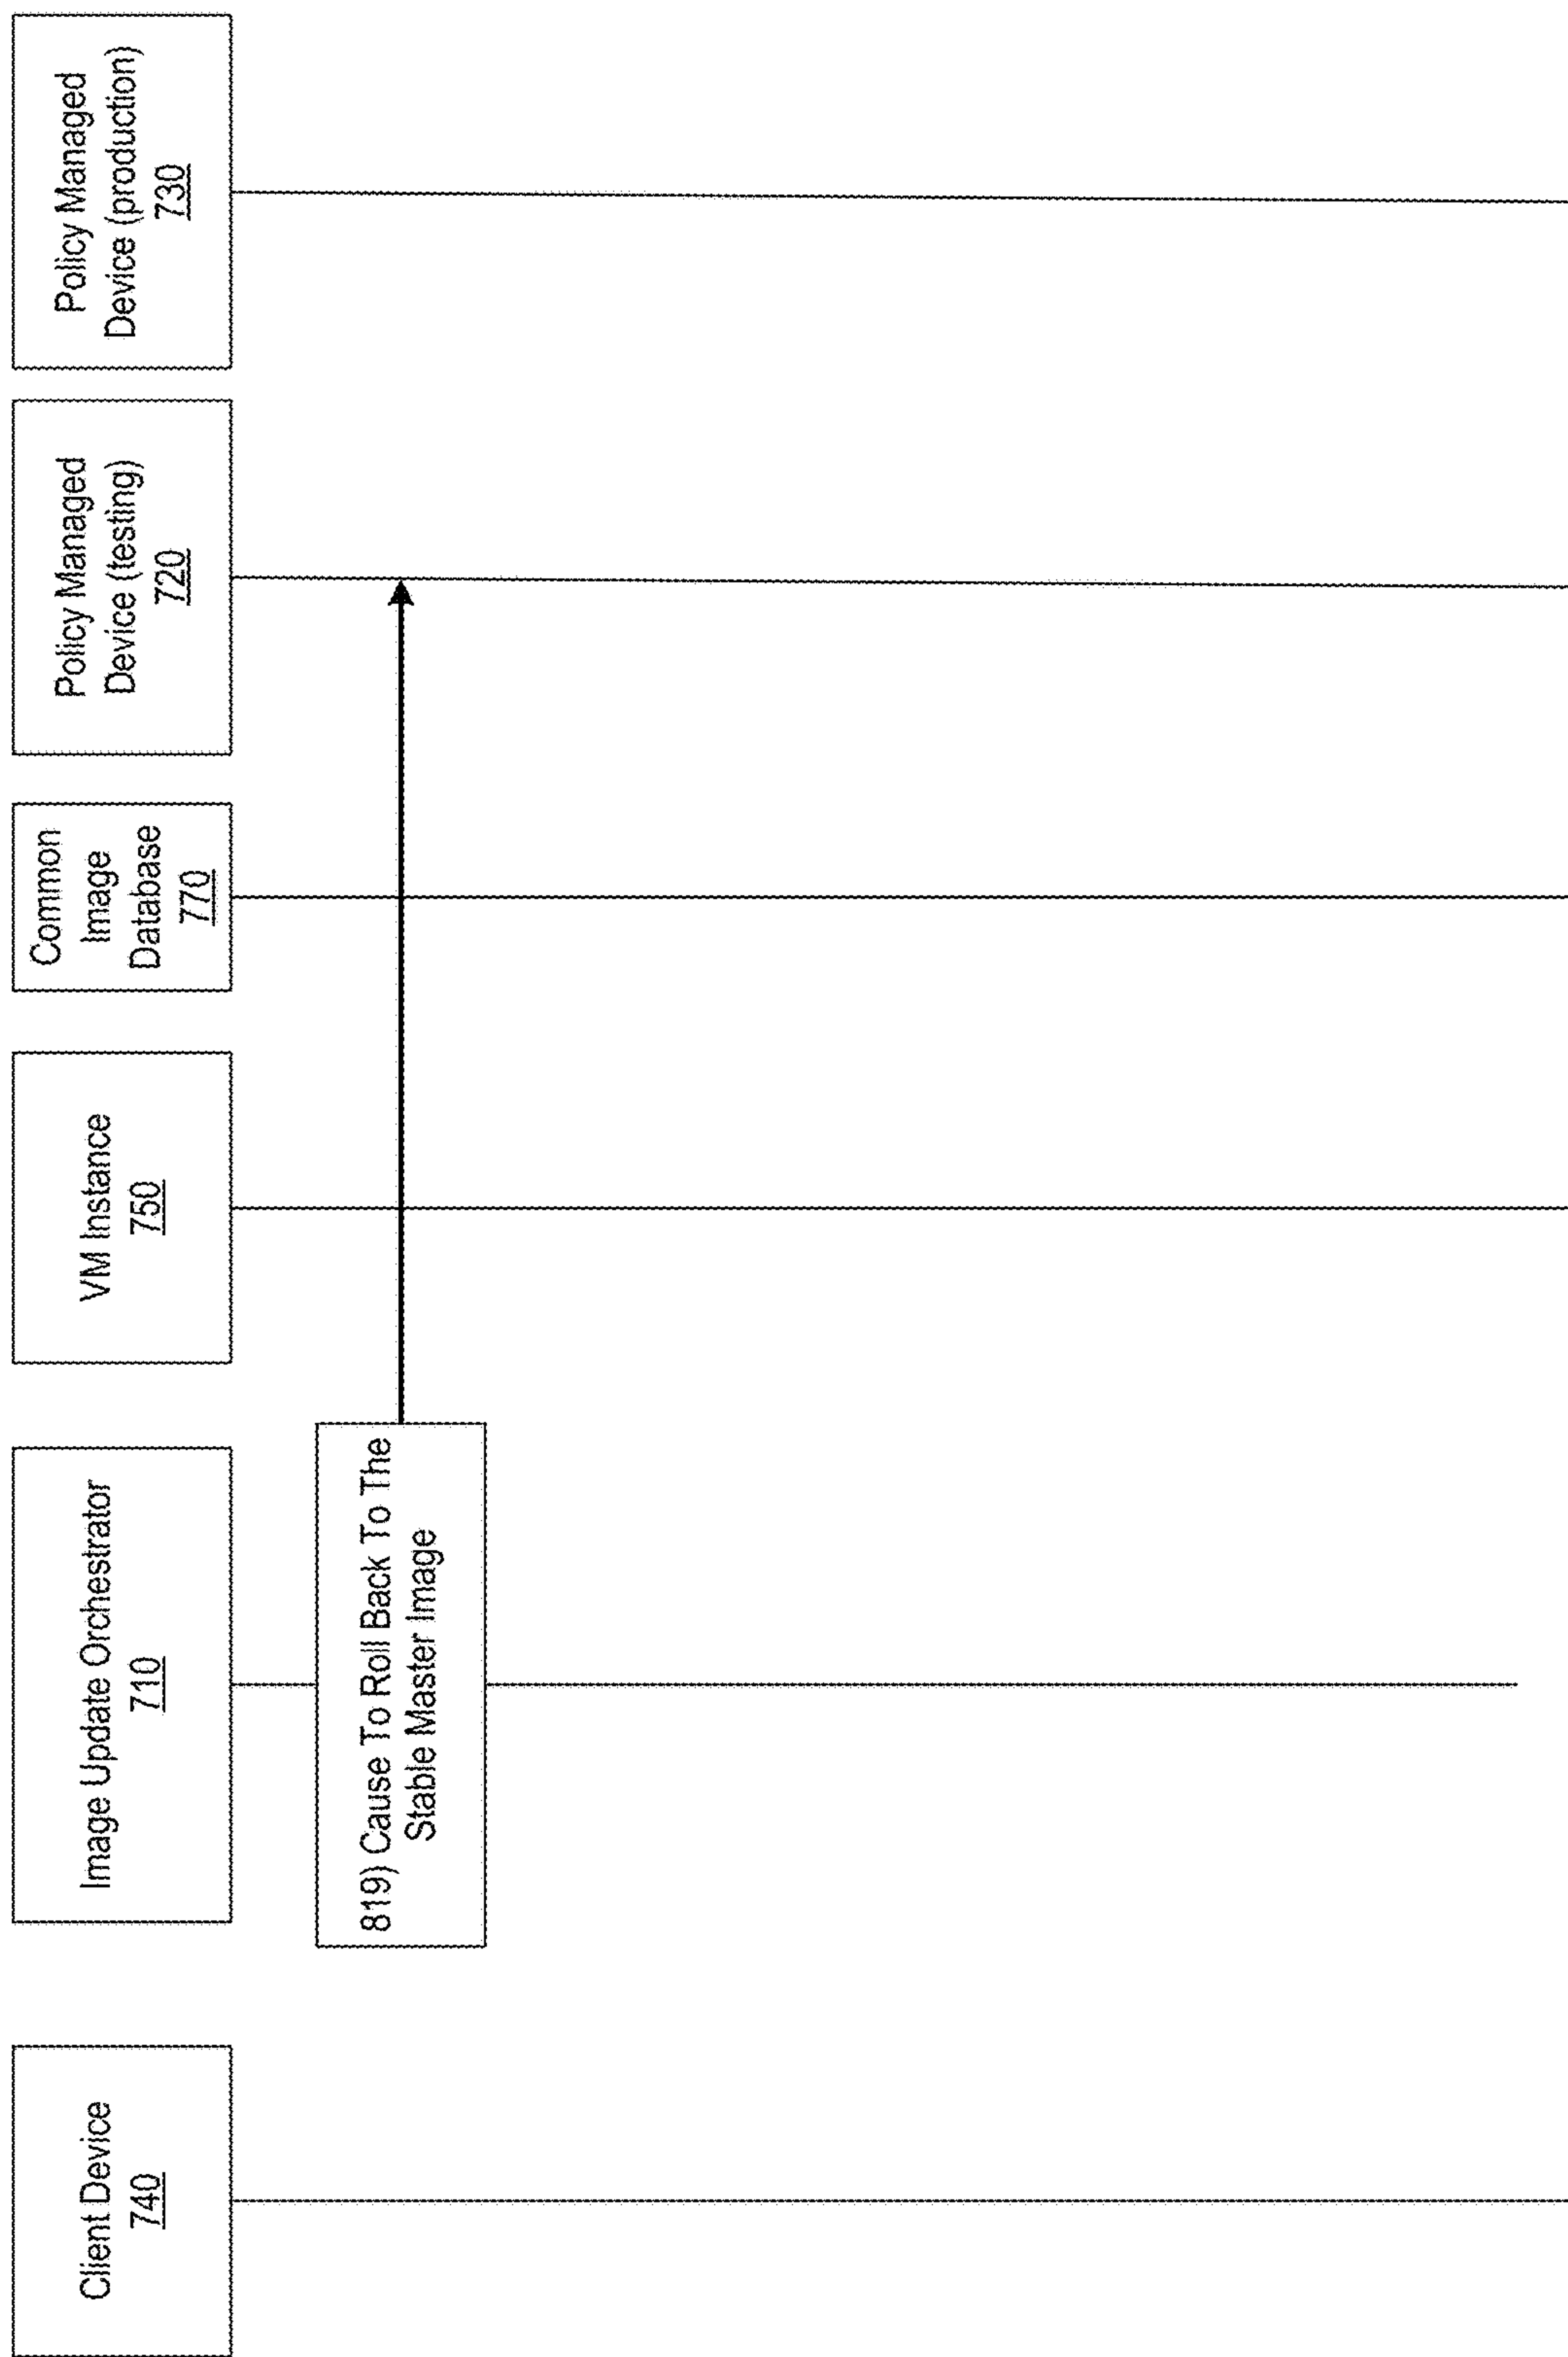 Client Device
740
Image Update Orchestrator
710
VM Instance
750
Common
Image
Database
770
Policy Managed
Device (testing)
720
Policy Managed
Device (production)
730
819) Cause To Roll Back To The
Stable Master Image